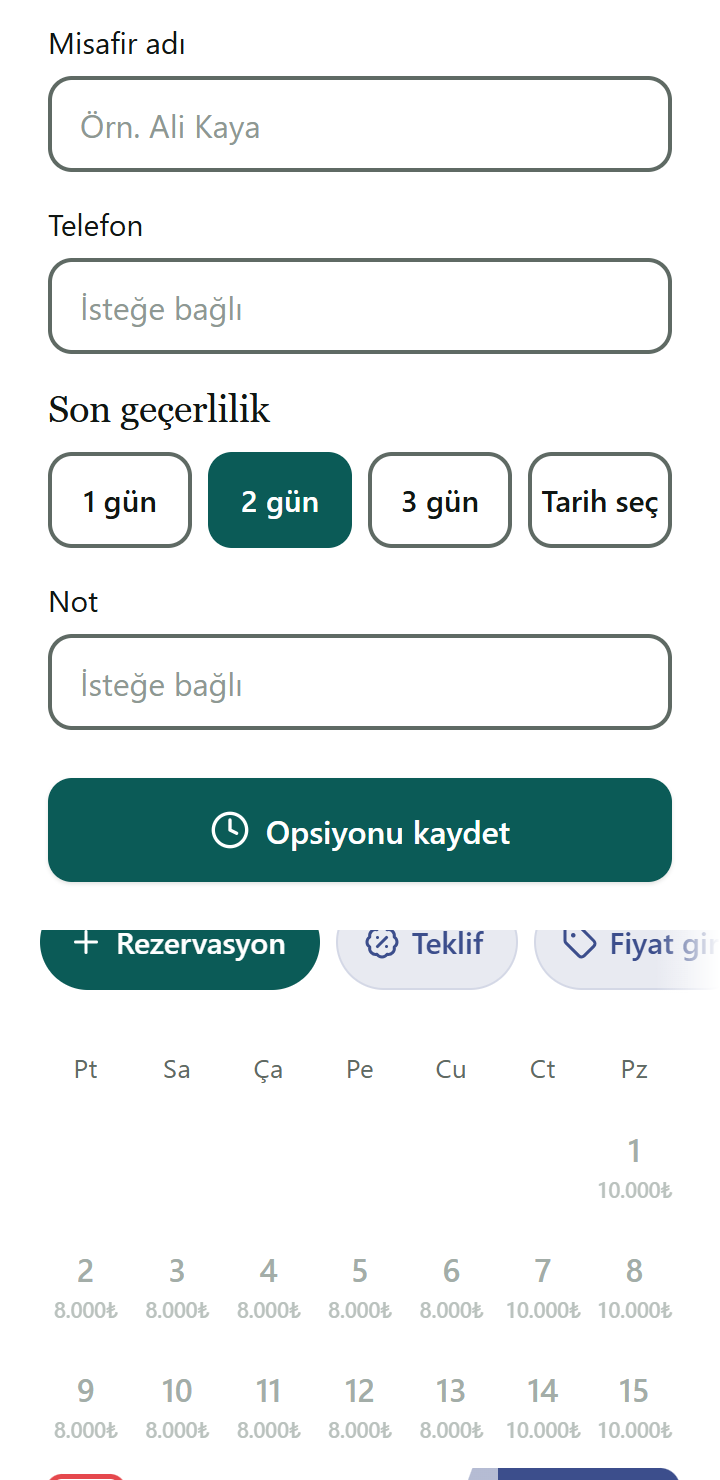 Misafir adı
Örn. Ali Kaya
Telefon
İsteğe bağlı
Son geçerlilik
1 gün 2 gün 3 gün Tarih seç
Not
İsteğe bağlı
Opsiyonu kaydet
Rezervasyon Teklif Fiyat gir
Pt Sa Ça Pe Cu Ct Pz
1
10.000₺
2 3 4 5 6 7 8
8.000₺ 8.000₺ 8.000₺ 8.000₺ 8.000₺ 10.000₺ 10.000₺
9 10 11 12 13 14 15
8.000₺ 8.000₺ 8.000₺ 8.000₺ 8.000₺ 10.000₺ 10.000₺